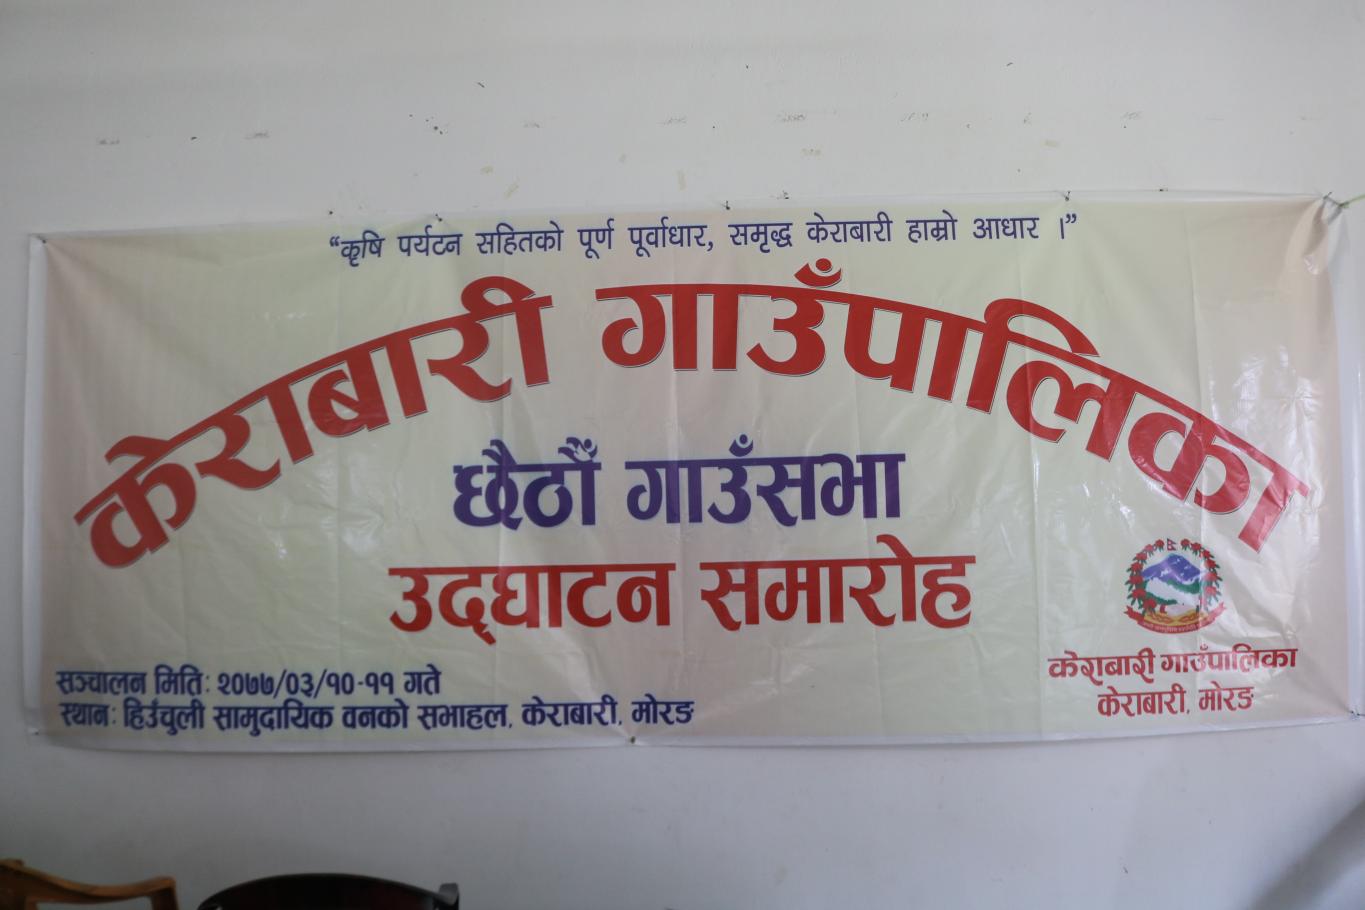 “कृषि पर्यटन सहितको पूर्ण पूर्वाधार, समृद्ध केराबारी हाम्रो आधार ।”
केराबारी गाउँपालिका
छैठौँ गाउँसभा
उद्घाटन समारोह
सञ्चालन मिति: २०७७/०३/१०-११ गते
स्थान: हिउँचुली सामुदायिक वनको सभाहल, केराबारी, मोरङ
केराबारी गाउँपालिका
केराबारी, मोरङ